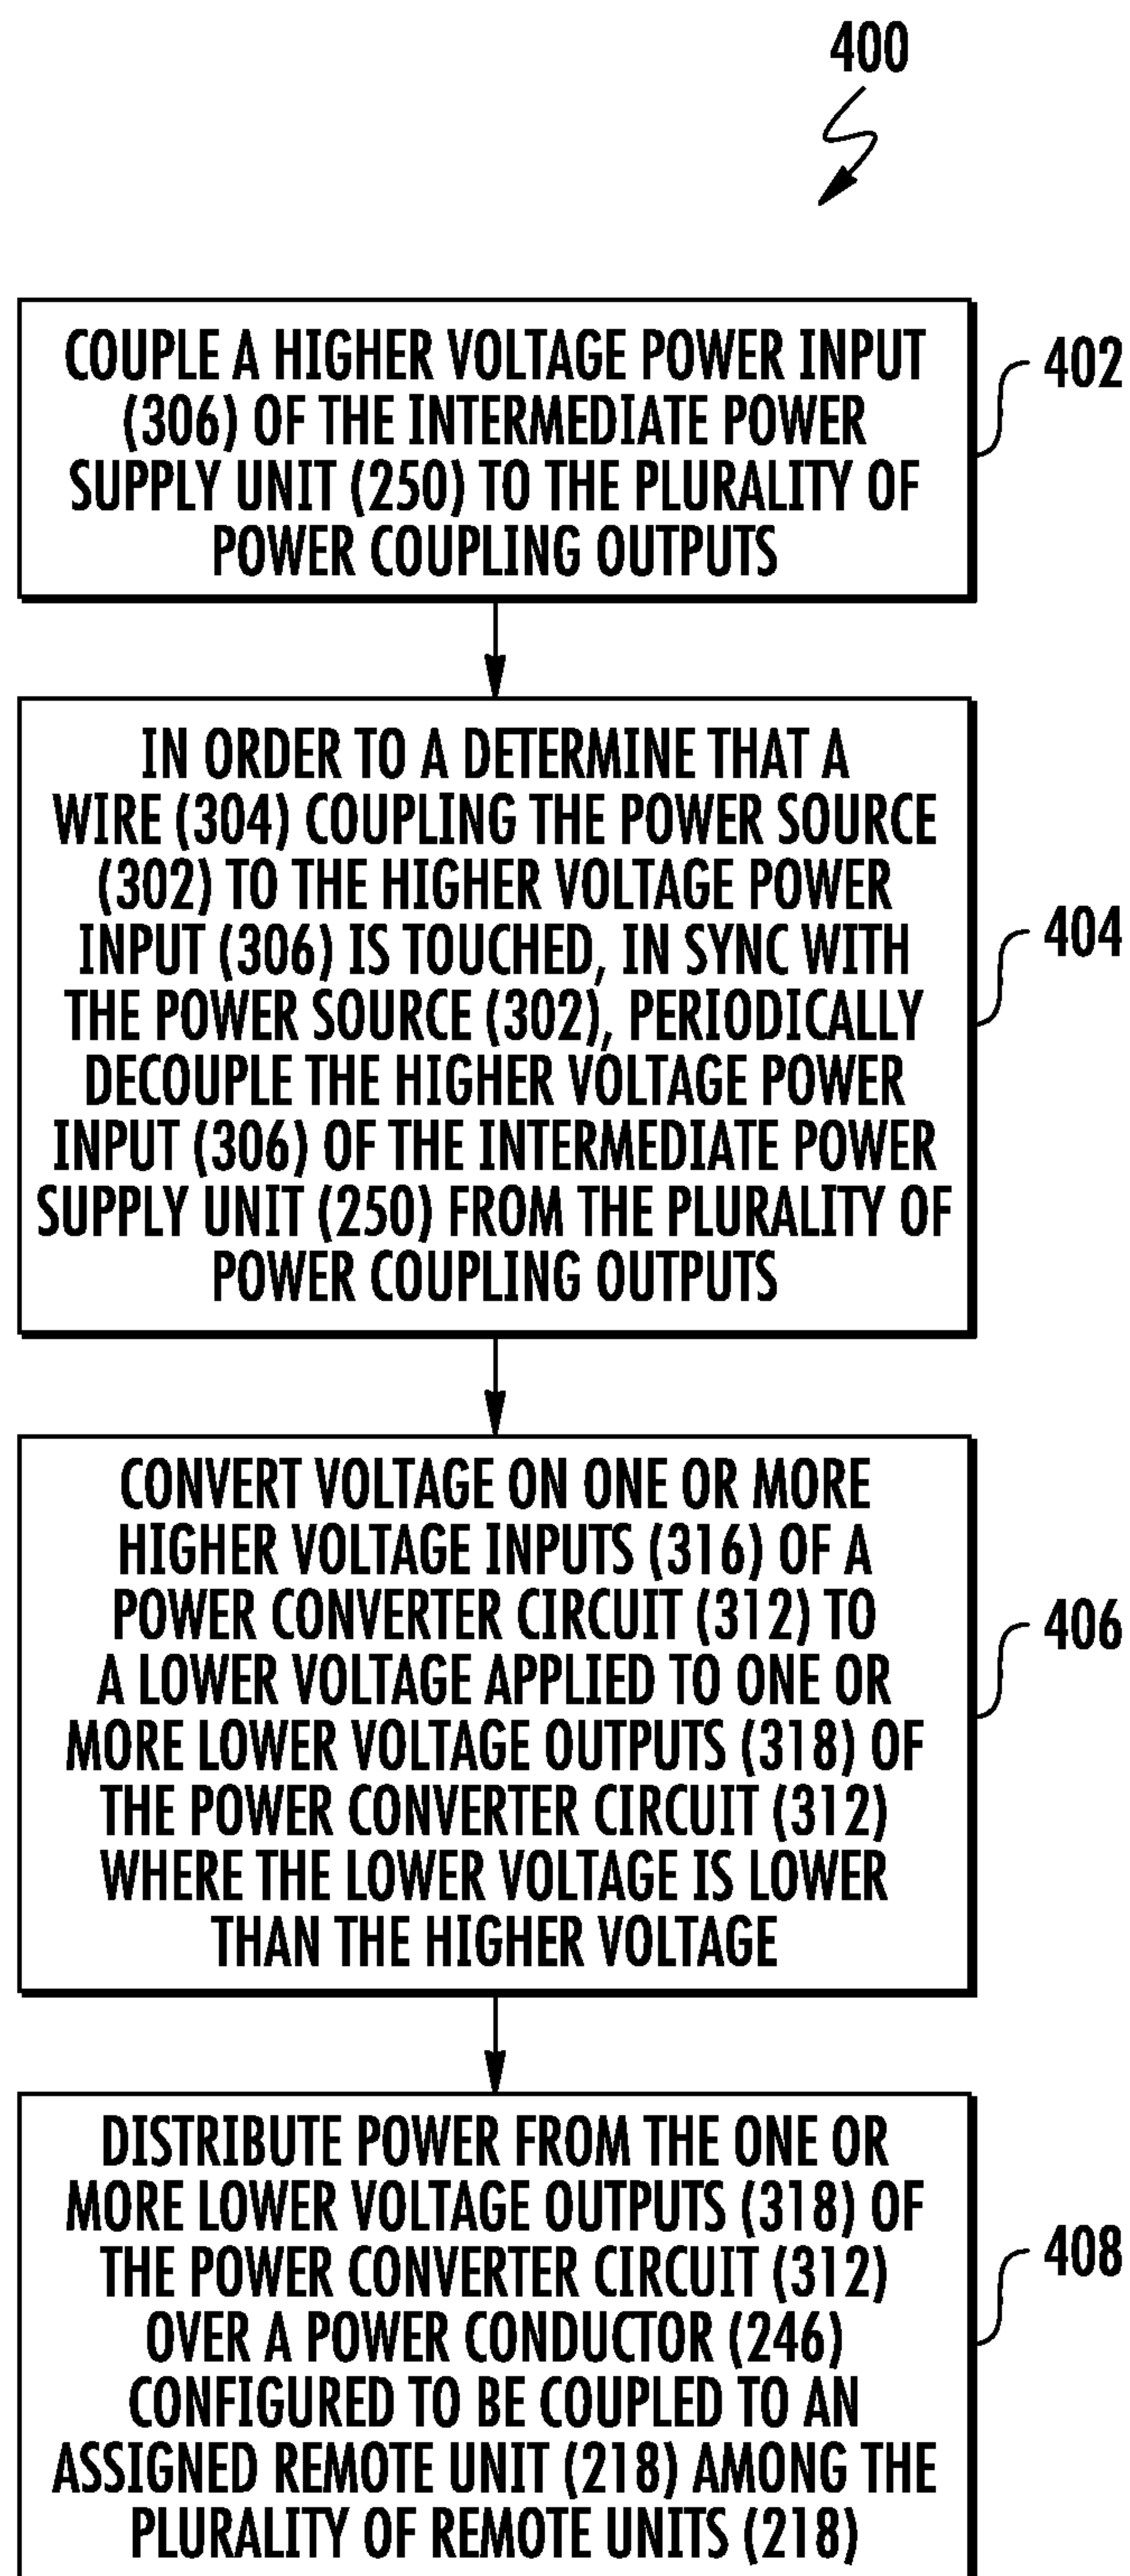 400
COUPLE A HIGHER VOLTAGE POWER INPUT
(306) OF THE INTERMEDIATE POWER
SUPPLY UNIT (250) TO THE PLURALITY OF
POWER COUPLING OUTPUTS
402
IN ORDER TO A DETERMINE THAT A
WIRE (304) COUPLING THE POWER SOURCE
(302) TO THE HIGHER VOLTAGE POWER
INPUT (306) IS TOUCHED, IN SYNC WITH
THE POWER SOURCE (302), PERIODICALLY
DECOUPLE THE HIGHER VOLTAGE POWER
INPUT (306) OF THE INTERMEDIATE POWER
SUPPLY UNIT (250) FROM THE PLURALITY OF
POWER COUPLING OUTPUTS
404
CONVERT VOLTAGE ON ONE OR MORE
HIGHER VOLTAGE INPUTS (316) OF A
POWER CONVERTER CIRCUIT (312) TO
A LOWER VOLTAGE APPLIED TO ONE OR
MORE LOWER VOLTAGE OUTPUTS (318) OF
THE POWER CONVERTER CIRCUIT (312)
WHERE THE LOWER VOLTAGE IS LOWER
THAN THE HIGHER VOLTAGE
406
DISTRIBUTE POWER FROM THE ONE OR
MORE LOWER VOLTAGE OUTPUTS (318) OF
THE POWER CONVERTER CIRCUIT (312)
OVER A POWER CONDUCTOR (246)
CONFIGURED TO BE COUPLED TO AN
ASSIGNED REMOTE UNIT (218) AMONG THE
PLURALITY OF REMOTE UNITS (218)
408